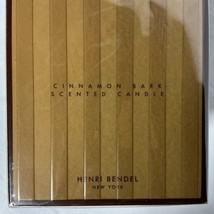 CINNAMON BARK
SCENTED CANDLE
HENRI BENDEL
NEW YORK